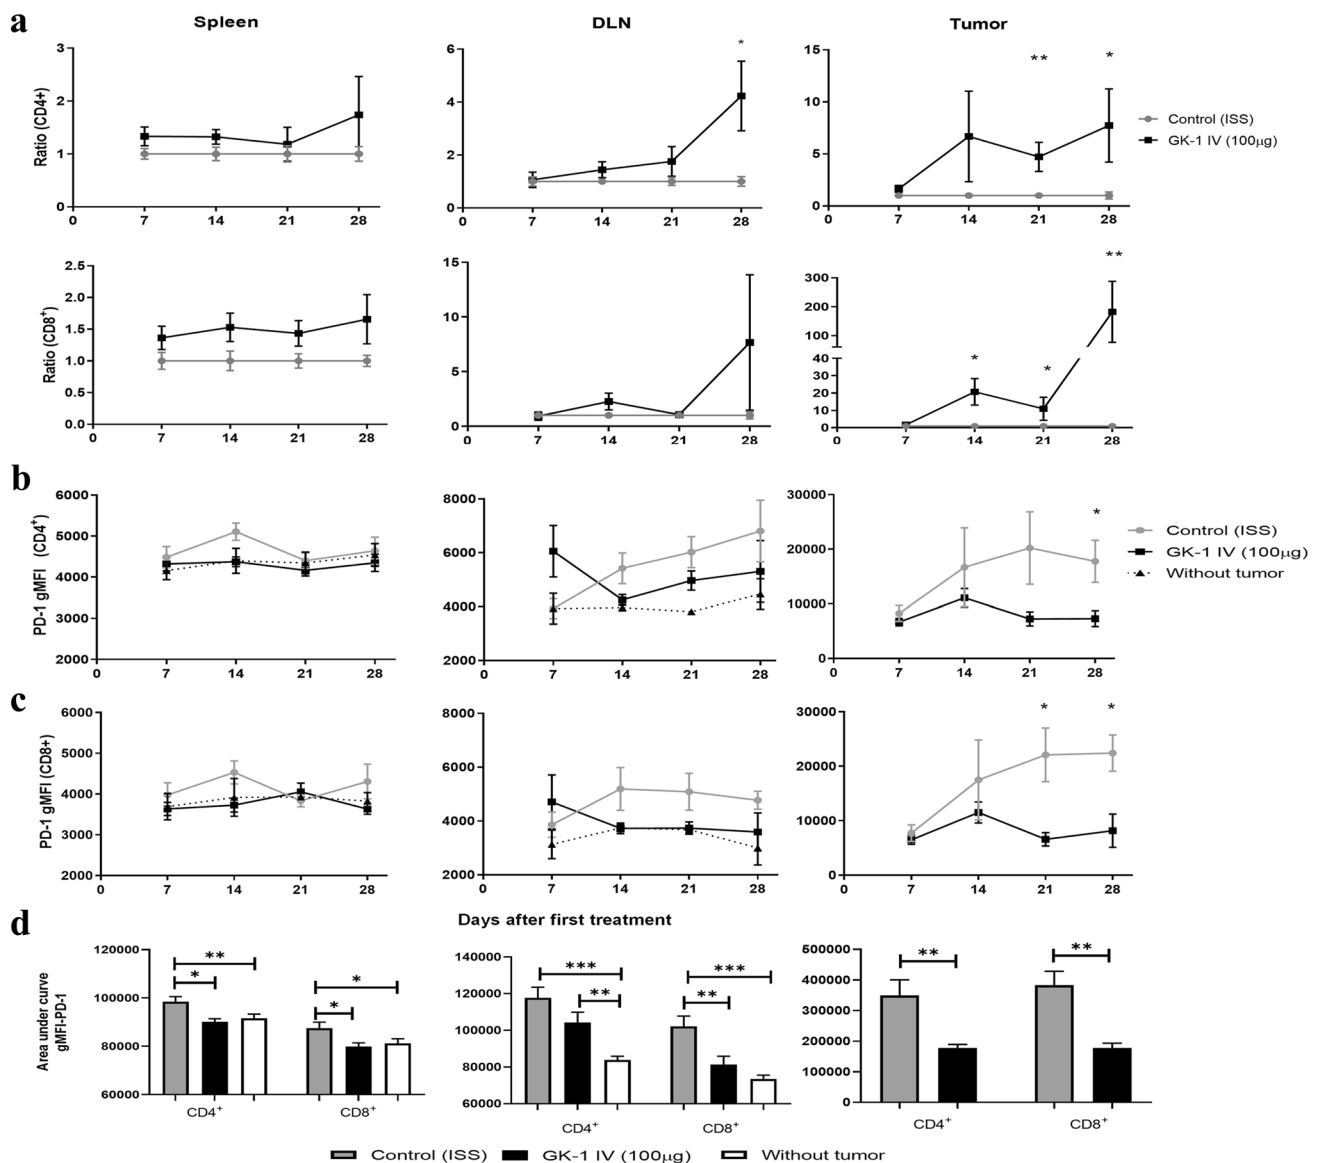 a
Spleen
DLN
Tumor
Ratio (CD4+)
4
3
2
1
0
0 7 14 21 28
6
4
2
0
0 7 14 21 28
*
15
10
5
0
0 7 14 21 28
** *
Control (ISS)
GK-1 IV (100µg)
Ratio (CD8+)
2.5
2.0
1.5
1.0
0.5
0.0
0 7 14 21 28
15
10
5
0
0 7 14 21 28
300
200
100
40
30
20
10
0
0 7 14 21 28
* * **
b
PD-1 gMFI (CD4+)
6000
5000
4000
3000
2000
0 7 14 21 28
8000
6000
4000
2000
0 7 14 21 28
30000
20000
10000
0
0 7 14 21 28
*
Control (ISS)
GK-1 IV (100µg)
Without tumor
c
PD-1 gMFI (CD8+)
6000
5000
4000
3000
2000
0 7 14 21 28
8000
6000
4000
2000
0 7 14 21 28
30000
20000
10000
0
0 7 14 21 28
* *
Days after first treatment
d
Area under curve
gMFI-PD-1
120000
100000
80000
60000
** * * *
CD4+ CD8+
140000
120000
100000
80000
60000
*** ** *** **
CD4+ CD8+
500000
400000
300000
200000
100000
0
** **
CD4+ CD8+
Control (ISS) GK-1 IV (100µg) Without tumor